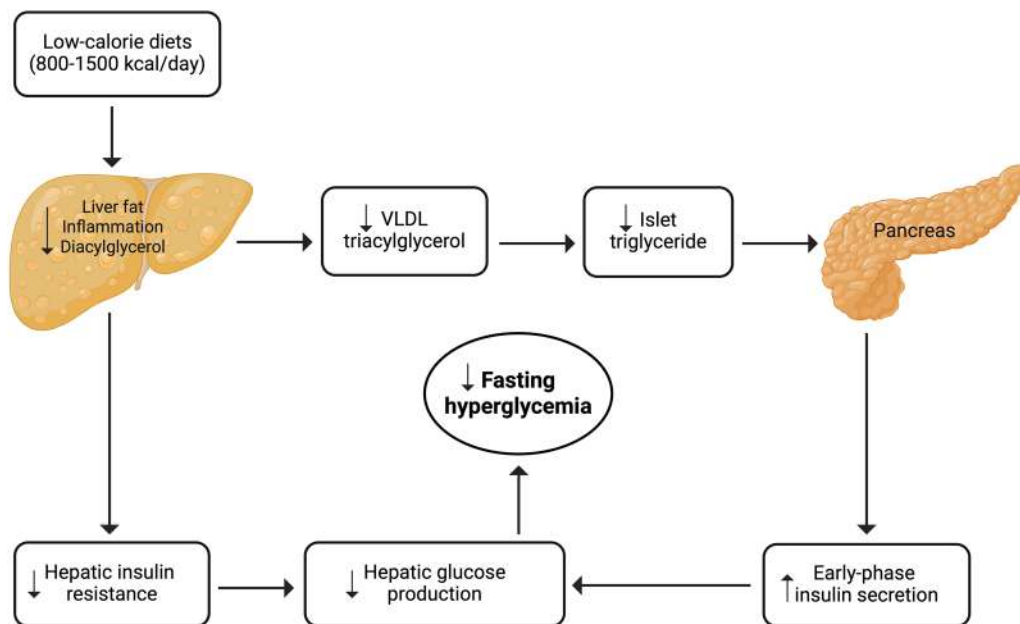 Low-calorie diets
(800-1500 kcal/day)
↓ Liver fat
Inflammation
Diacylglycerol
↓ VLDL
triacylglycerol
↓ Islet
triglyceride
Pancreas
↓ Fasting
hyperglycemia
↓ Hepatic insulin
resistance
↓ Hepatic glucose
production
↑ Early-phase
insulin secretion